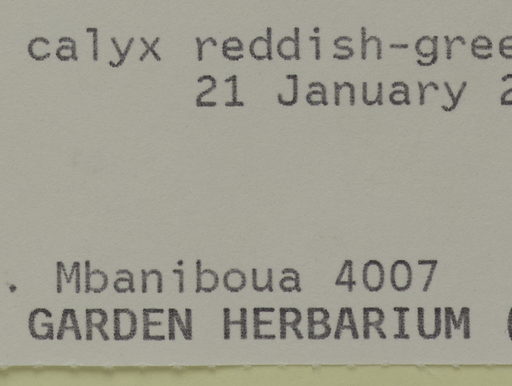 calyx reddish-gree
21 January 2
. Mbaniboua 4007
GARDEN HERBARIUM (